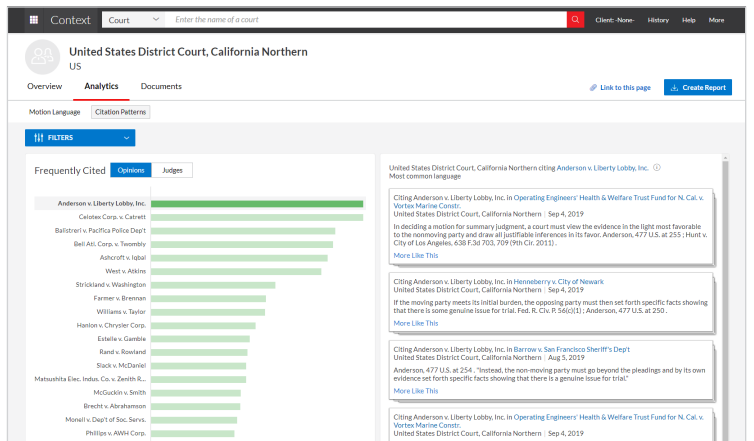 Context
Court
Enter the name of a court
Client: -None-
History
Help
More
United States District Court, California Northern
US
Overview
Analytics
Documents
Link to this page
Create Report
Motion Language
Citation Patterns
FILTERS
Frequently Cited
Opinions
Judges
Anderson v. Liberty Lobby, Inc.
Celotex Corp. v. Catrett
Balistreri v. Pacifica Police Dep't
Bell Atl. Corp. v. Twombly
Ashcroft v. Iqbal
West v. Atkins
Strickland v. Washington
Farmer v. Brennan
Williams v. Taylor
Hanlon v. Chrysler Corp.
Estelle v. Gamble
Rand v. Rowland
Slack v. McDaniel
Matsushita Elec. Indus. Co. v. Zenith R...
McGuckin v. Smith
Brecht v. Abrahamson
Monell v. Dep't of Soc. Servs.
Phillips v. AWH Corp.
United States District Court, California Northern citing Anderson v. Liberty Lobby, Inc.
Most common language
Citing Anderson v. Liberty Lobby, Inc. in Operating Engineers' Health & Welfare Trust Fund for N. Cal. v.
Vortex Marine Constr.
United States District Court, California Northern | Sep 4, 2019
In deciding a motion for summary judgment, a court must view the evidence in the light most favorable
to the nonmoving party and draw all justifiable inferences in its favor. Anderson, 477 U.S. at 255 ; Hunt v.
City of Los Angeles, 638 F.3d 703, 709 (9th Cir. 2011) .
More Like This
Citing Anderson v. Liberty Lobby, Inc. in Henneberry v. City of Newark
United States District Court, California Northern | Sep 4, 2019
If the moving party meets its initial burden, the opposing party must then set forth specific facts showing
that there is some genuine issue for trial. Fed. R. Civ. P. 56(c)(1) ; Anderson, 477 U.S. at 250 .
More Like This
Citing Anderson v. Liberty Lobby, Inc. in Barrow v. San Francisco Sheriff's Dep't
United States District Court, California Northern | Aug 5, 2019
Anderson, 477 U.S. at 254 . "Instead, the non-moving party must go beyond the pleadings and by its own
evidence set forth specific facts showing that there is a genuine issue for trial."
More Like This
Citing Anderson v. Liberty Lobby, Inc. in Operating Engineers' Health & Welfare Trust Fund for N. Cal. v.
Vortex Marine Constr.
United States District Court, California Northern | Sep 4, 2019